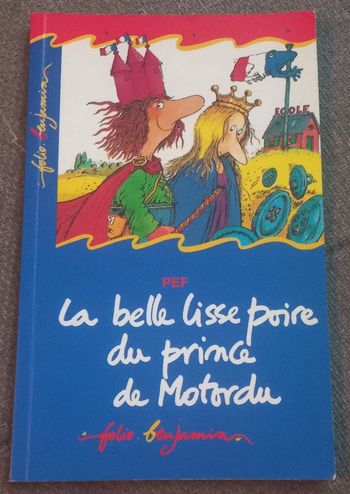 folio benjamin
ECOLE
PEF
La belle lisse poire
du prince
de Motordu
folio benjamin